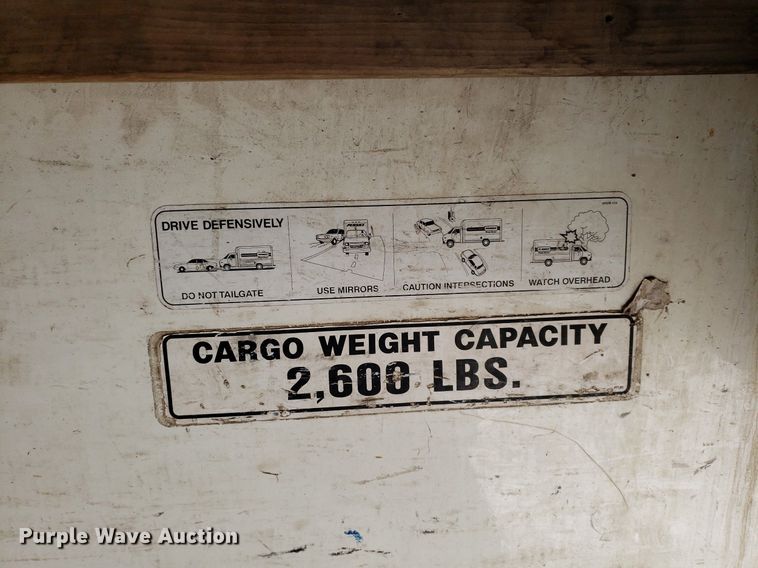 DRIVE DEFENSIVELY
DO NOT TAILGATE
USE MIRRORS
CAUTION INTERSECTIONS
WATCH OVERHEAD
CARGO WEIGHT CAPACITY
2,600 LBS.
Purple Wave Auction